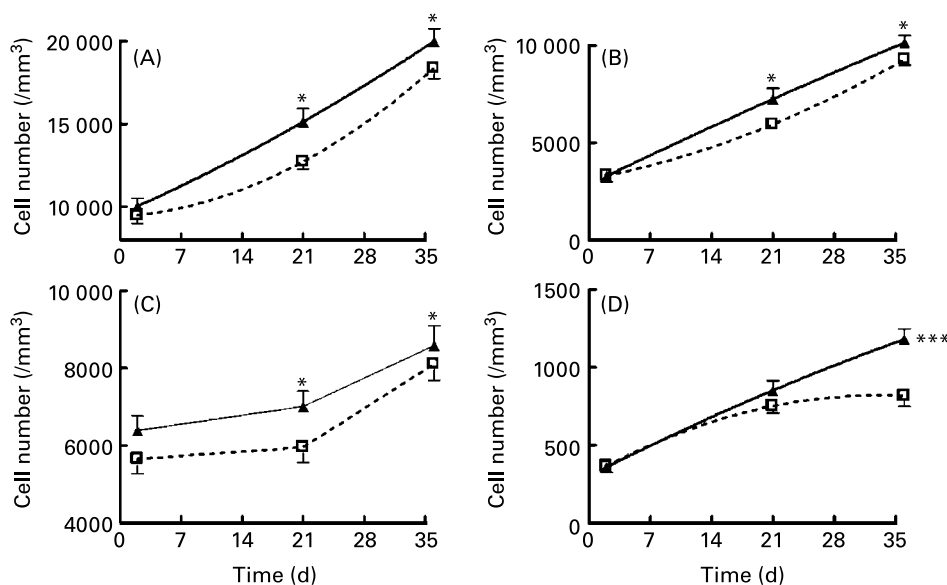 (A)
*
*
20 000
15 000
10 000
Cell number (/mm³)
0 7 14 21 28 35
(B)
*
*
10 000
5000
0
Cell number (/mm³)
0 7 14 21 28 35
(C)
*
*
10 000
8000
6000
4000
Cell number (/mm³)
0 7 14 21 28 35
Time (d)
(D)
***
1500
1000
500
0
Cell number (/mm³)
0 7 14 21 28 35
Time (d)